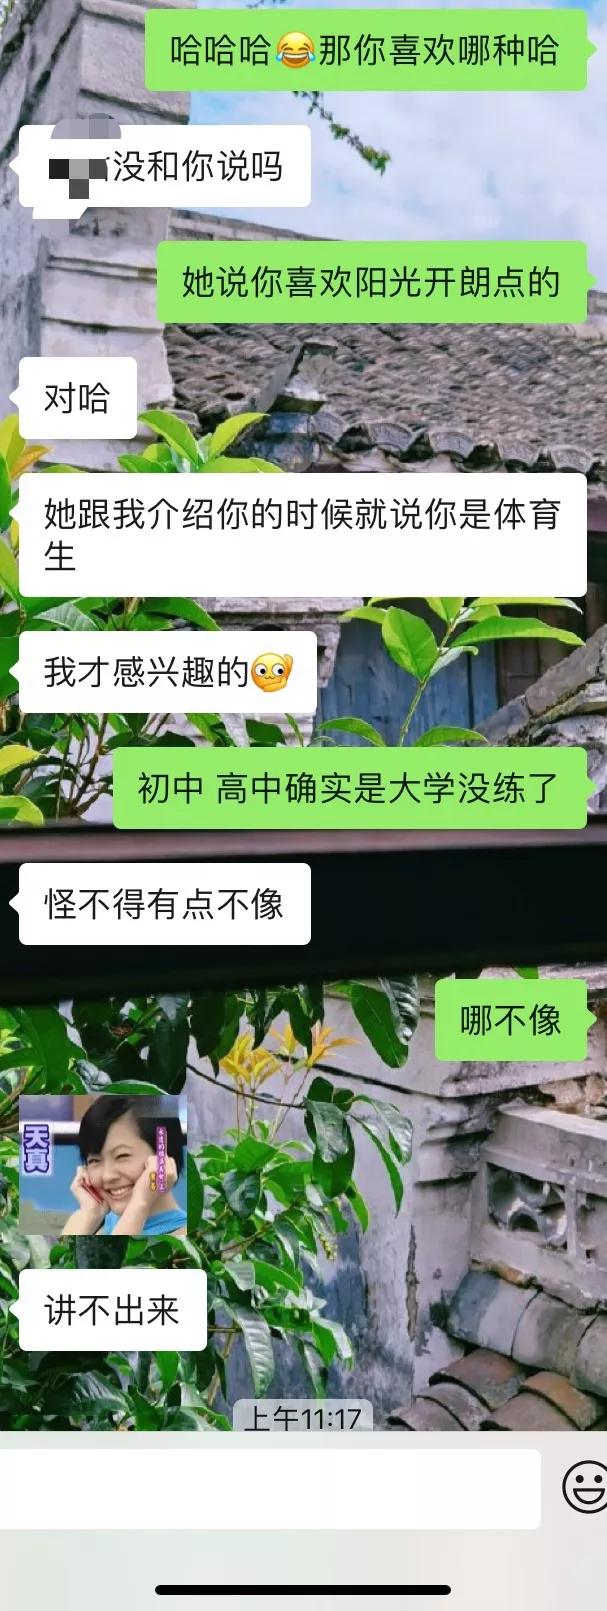 哈哈哈😂那你喜欢哪种哈
没和你说吗
她说你喜欢阳光开朗点的
对哈
她跟我介绍你的时候就说你是体育
生
我才感兴趣的
初中 高中确实是大学没练了
怪不得有点不像
哪不像
天真
讲不出来
上午11:17